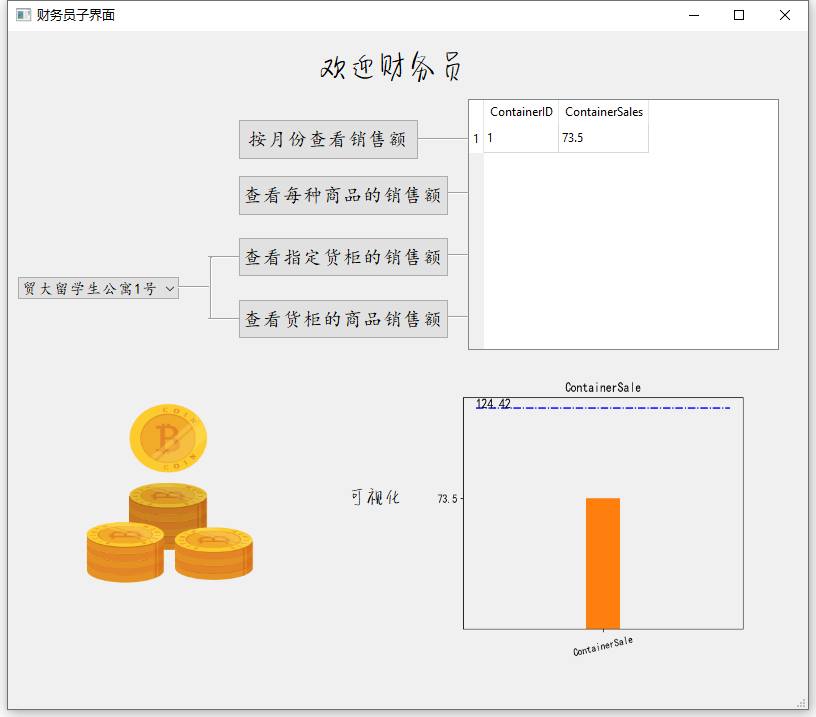 财务员子界面
欢迎财务员
按月份查看销售额
查看每种商品的销售额
查看指定货柜的销售额
查看货柜的商品销售额
贸大留学生公寓1号
ContainerID ContainerSales
1 1 73.5
COIN
COIN
可视化
ContainerSale
124.42
73.5
ContainerSale